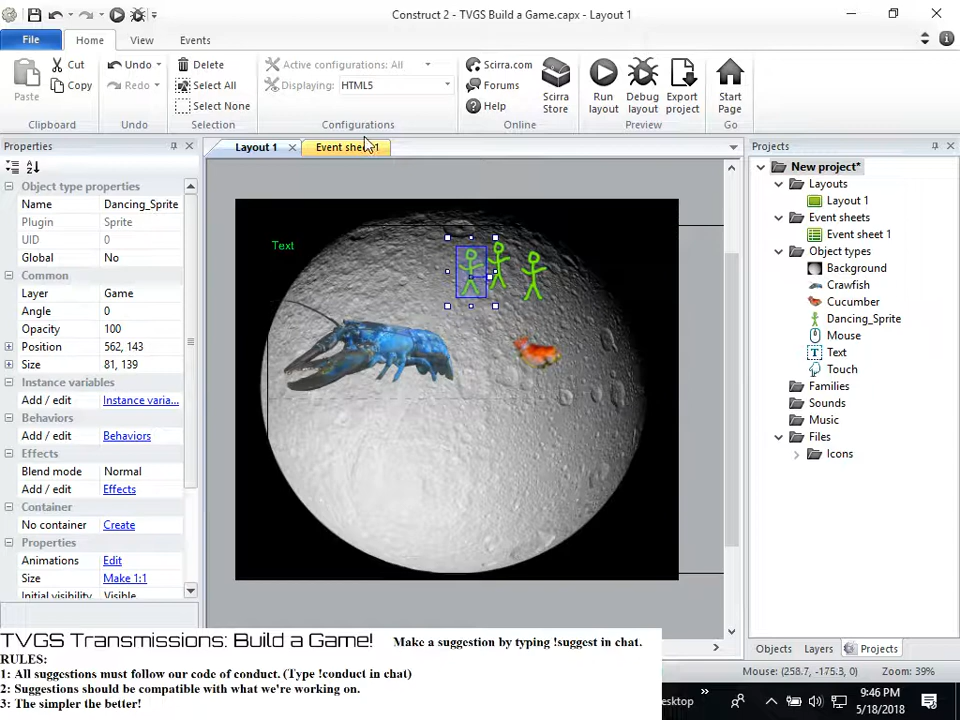 Construct 2 - TVGS Build a Game.capx - Layout 1
File Home View Events
Paste Cut Copy Clipboard
Undo Redo Undo
Delete Select All Select None Selection
Active configurations: All Displaying: HTML5 Configurations
Scirra.com Forums Help Scirra Store Online
Run layout Debug layout Export project Preview
Start Page Go
Properties
Object type properties
Name Dancing_Sprite
Plugin Sprite
UID 0
Global No
Common
Layer Game
Angle 0
Opacity 100
Position 562, 143
Size 81, 139
Instance variables
Add / edit Instance varia...
Behaviors
Add / edit Behaviors
Effects
Blend mode Normal
Add / edit Effects
Container
No container Create
Properties
Animations Edit
Size Make 1:1
Initial visibility Visible
Layout 1 Event sheet 1
Text
Projects
New project*
Layouts
Layout 1
Event sheets
Event sheet 1
Object types
Background
Crawfish
Cucumber
Dancing_Sprite
Mouse
Text
Touch
Families
Sounds
Music
Files
Icons
Objects Layers Projects
Mouse: (258.7, -175.3, 0) Zoom: 39%
TVGS Transmissions: Build a Game! Make a suggestion by typing !suggest in chat.
RULES:
1: All suggestions must follow our code of conduct. (Type !conduct in chat)
2: Suggestions should be compatible with what we're working on.
3: The simpler the better!
esktop
9:46 PM
5/18/2018